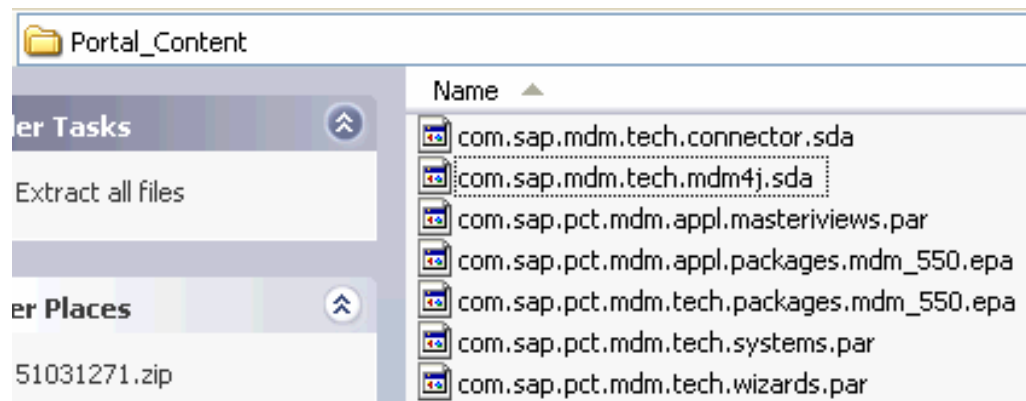 Portal_Content
Name
er Tasks
Extract all files
er Places
51031271.zip
com.sap.mdm.tech.connector.sda
com.sap.mdm.tech.mdm4j.sda
com.sap.pct.mdm.appl.masteriviews.par
com.sap.pct.mdm.appl.packages.mdm_550.epa
com.sap.pct.mdm.tech.packages.mdm_550.epa
com.sap.pct.mdm.tech.systems.par
com.sap.pct.mdm.tech.wizards.par